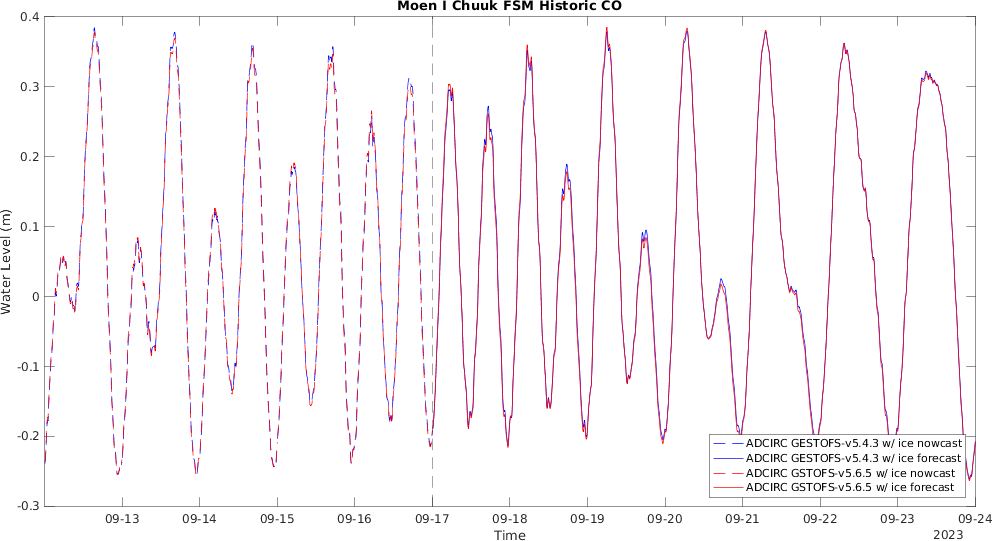 Moen I Chuuk FSM Historic CO
0.4
0.3
0.2
0.1
0
-0.1
-0.2
-0.3
Water Level (m)
ADCIRC GESTOFS-v5.4.3 w/ ice nowcast
ADCIRC GESTOFS-v5.4.3 w/ ice forecast
ADCIRC GSTOFS-v5.6.5 w/ ice nowcast
ADCIRC GSTOFS-v5.6.5 w/ ice forecast
09-13 09-14 09-15 09-16 09-17 09-18 09-19 09-20 09-21 09-22 09-23 09-24
Time
2023